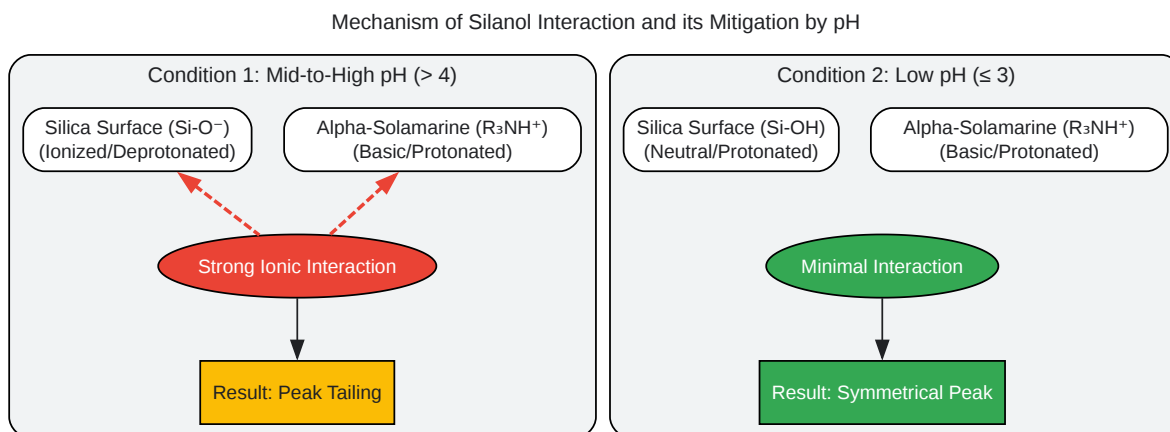 Mechanism of Silanol Interaction and its Mitigation by pH
Condition 1: Mid-to-High pH (> 4)
Silica Surface (Si-O⁻)
(Ionized/Deprotonated)
Alpha-Solamarine (R₃NH⁺)
(Basic/Protonated)
Strong Ionic Interaction
Result: Peak Tailing
Condition 2: Low pH (≤ 3)
Silica Surface (Si-OH)
(Neutral/Protonated)
Alpha-Solamarine (R₃NH⁺)
(Basic/Protonated)
Minimal Interaction
Result: Symmetrical Peak